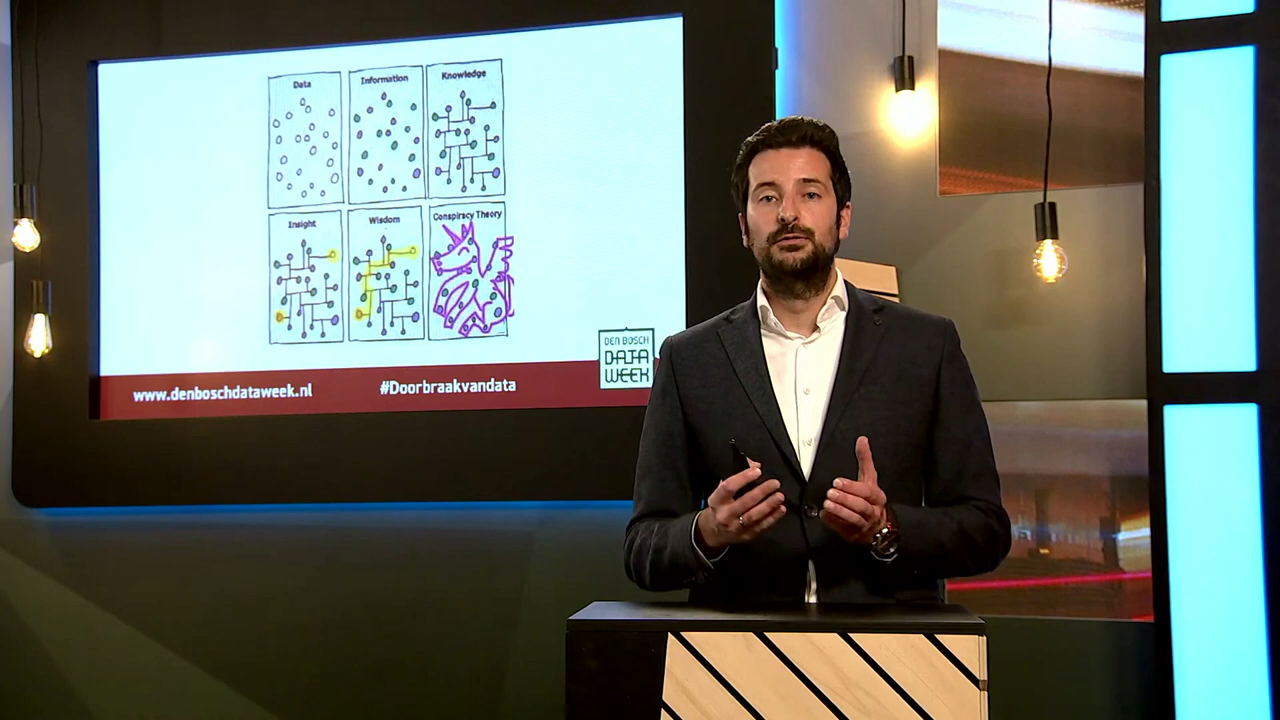 Data
Information
Knowledge
Insight
Wisdom
Conspiracy Theory
DEN BOSCH
DATA
WEEK
www.denboschdataweek.nl
#Doorbraakvandata